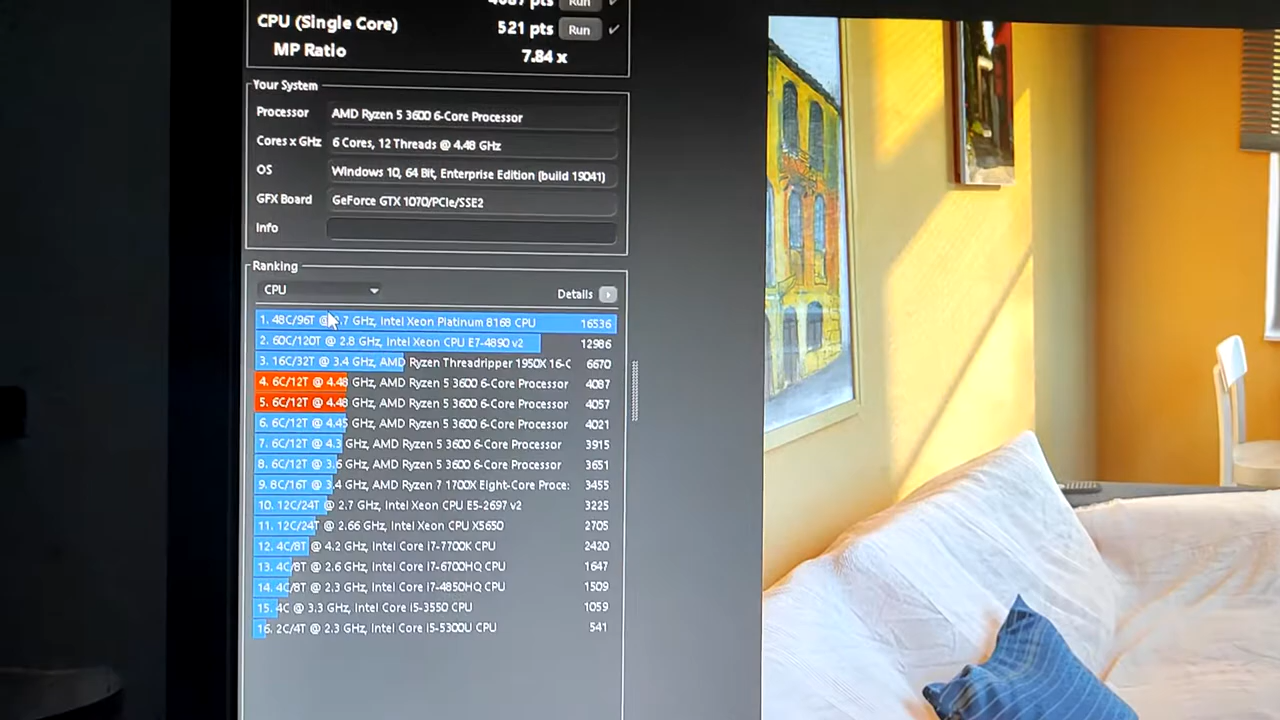 4087 pts Run
CPU (Single Core) 521 pts Run
MP Ratio 7.84 x
Your System
Processor AMD Ryzen 5 3600 6-Core Processor
Cores x GHz 6 Cores, 12 Threads @ 4.48 GHz
OS Windows 10, 64 Bit, Enterprise Edition (build 19041)
GFX Board GeForce GTX 1070/PCIe/SSE2
Info
Ranking
CPU Details
1. 48C/96T @ .7 GHz, Intel Xeon Platinum 8168 CPU 16536
2. 60C/120T @ 2.8 GHz, Intel Xeon CPU E7-4890 v2 12986
3. 16C/32T @ 3.4 GHz, AMD Ryzen Threadripper 1950X 16-C 6670
4. 6C/12T @ 4.48 GHz, AMD Ryzen 5 3600 6-Core Processor 4087
5. 6C/12T @ 4.48 GHz, AMD Ryzen 5 3600 6-Core Processor 4057
6. 6C/12T @ 4.45 GHz, AMD Ryzen 5 3600 6-Core Processor 4021
7. 6C/12T @ 4.3 GHz, AMD Ryzen 5 3600 6-Core Processor 3915
8. 6C/12T @ 3.6 GHz, AMD Ryzen 5 3600 6-Core Processor 3651
9. 8C/16T @ 3.4 GHz, AMD Ryzen 7 1700X Eight-Core Proce: 3455
10. 12C/24T @ 2.7 GHz, Intel Xeon CPU E5-2697 v2 3225
11. 12C/24T @ 2.66 GHz, Intel Xeon CPU X5650 2705
12. 4C/8T @ 4.2 GHz, Intel Core i7-7700K CPU 2420
13. 4C/8T @ 2.6 GHz, Intel Core i7-6700HQ CPU 1647
14. 4C/8T @ 2.3 GHz, Intel Core i7-4850HQ CPU 1509
15. 4C @ 3.3 GHz, Intel Core i5-3550 CPU 1059
16. 2C/4T @ 2.3 GHz, Intel Core i5-5300U CPU 541